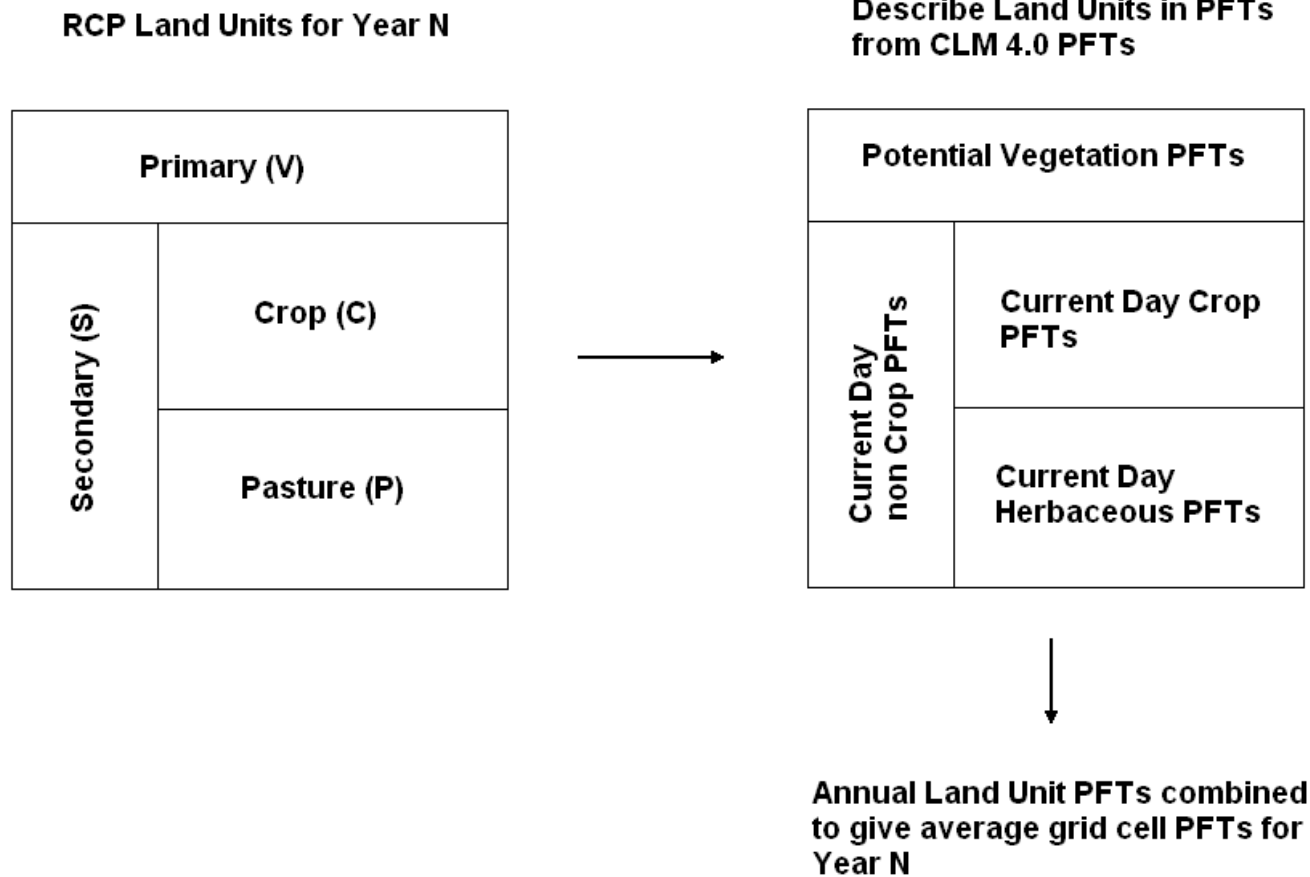 RCP Land Units for Year N
Primary (V)
Secondary (S)
Crop (C)
Pasture (P)
Describe Land Units in PFTs
from CLM 4.0 PFTs
Potential Vegetation PFTs
Current Day
non Crop PFTs
Current Day Crop
PFTs
Current Day
Herbaceous PFTs
Annual Land Unit PFTs combined
to give average grid cell PFTs for
Year N